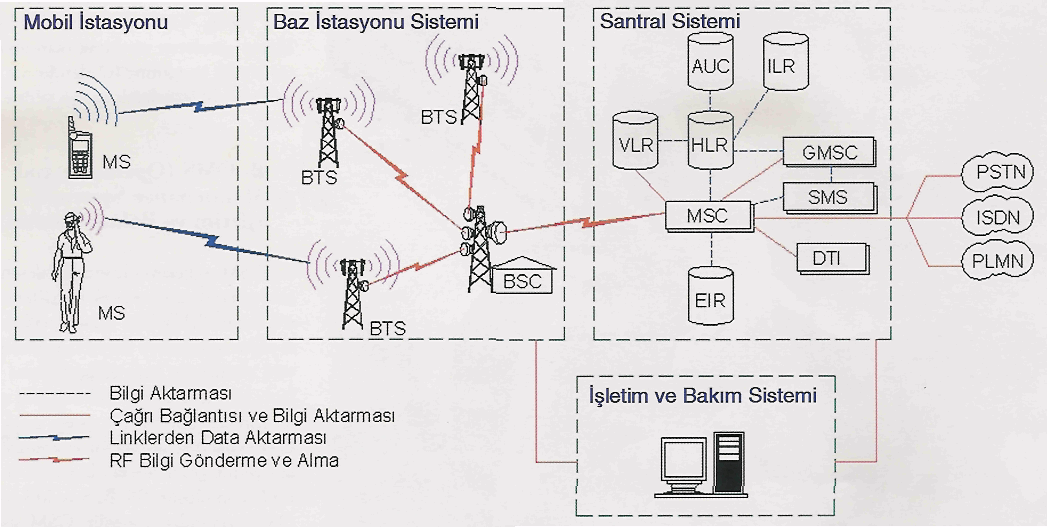 Mobil İstasyonu
MS
MS
Baz İstasyonu Sistemi
BTS
BTS
BTS
BSC
Santral Sistemi
AUC
ILR
VLR
HLR
GMSC
SMS
MSC
DTI
EIR
PSTN
ISDN
PLMN
İşletim ve Bakım Sistemi
Bilgi Aktarması
Çağrı Bağlantısı ve Bilgi Aktarması
Linklerden Data Aktarması
RF Bilgi Gönderme ve Alma